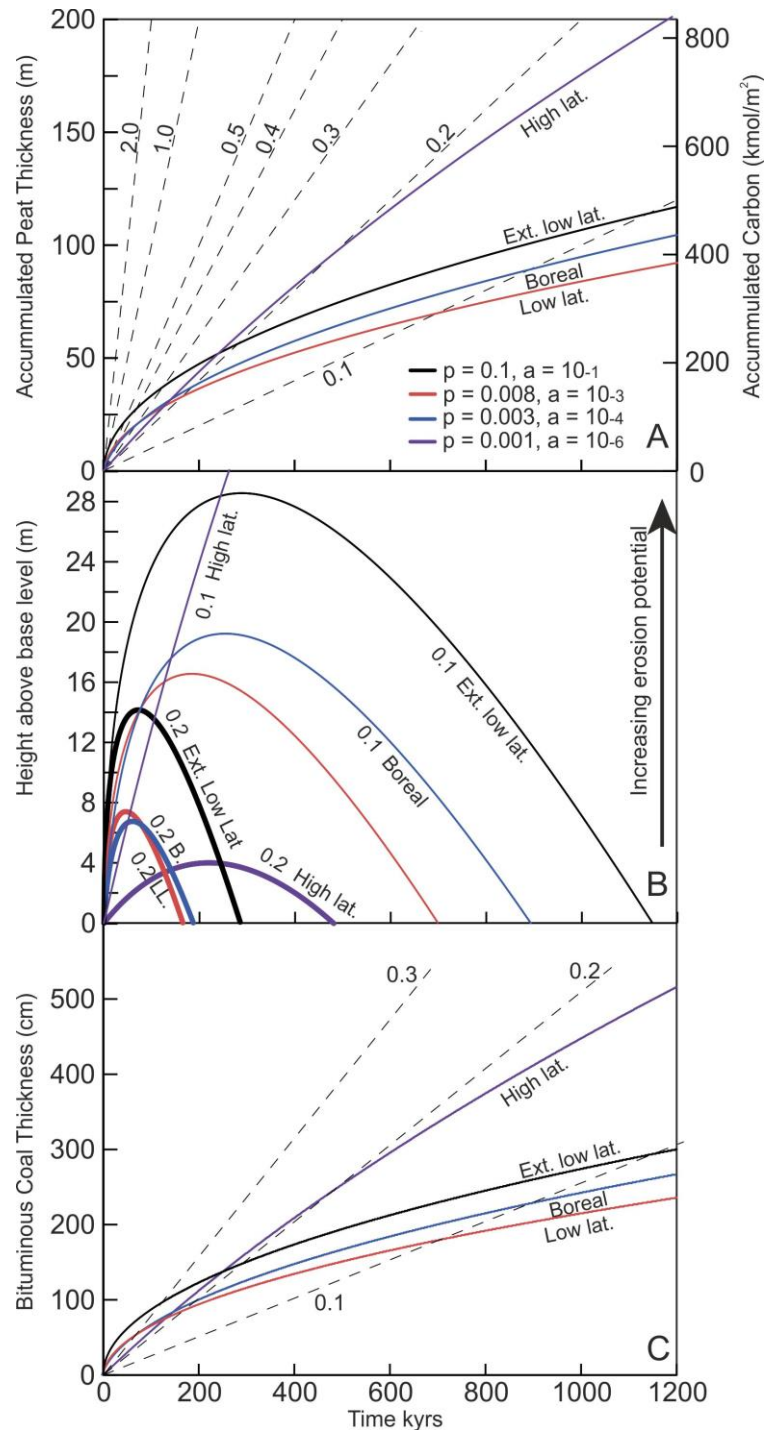 Accumulated Peat Thickness (m)
200
150
100
50
0
2.0
1.0
0.5
0.4
0.3
0.2
High lat.
Ext. low lat.
Boreal
Low lat.
0.1
p = 0.1, a = 10-1
p = 0.008, a = 10-3
p = 0.003, a = 10-4
p = 0.001, a = 10-6
A
800
600
400
200
0
Accumulated Carbon (kmol/m²)
Height above base level (m)
28
24
20
16
12
8
4
0
0.1 High lat.
0.1 Ext. low lat.
0.1 Boreal
0.2 Ext. Low Lat
0.2 B.
0.2 LL.
0.2 High lat.
Increasing erosion potential
B
Bituminous Coal Thickness (cm)
500
400
300
200
100
0
0.3
0.2
High lat.
Ext. low lat.
Boreal
Low lat.
0.1
C
0 200 400 600 800 1000 1200
Time kyrs